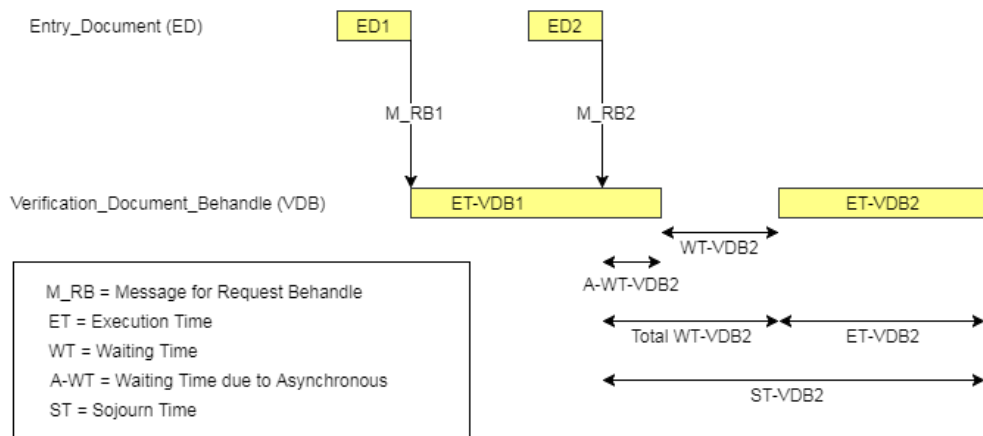 Entry_Document (ED)
ED1
ED2
M_RB1
M_RB2
Verification_Document_Behandle (VDB)
ET-VDB1
ET-VDB2
WT-VDB2
A-WT-VDB2
Total WT-VDB2
ET-VDB2
ST-VDB2
M_RB = Message for Request Behandle
ET = Execution Time
WT = Waiting Time
A-WT = Waiting Time due to Asynchronous
ST = Sojourn Time